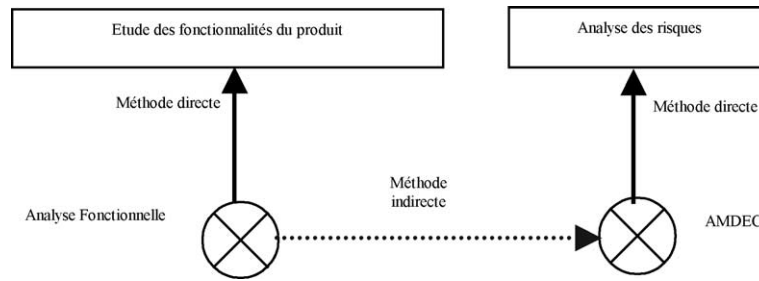 Etude des fonctionnalités du produit
Analyse des risques
Méthode directe
Méthode directe
Méthode
indirecte
Analyse Fonctionnelle
AMDEC